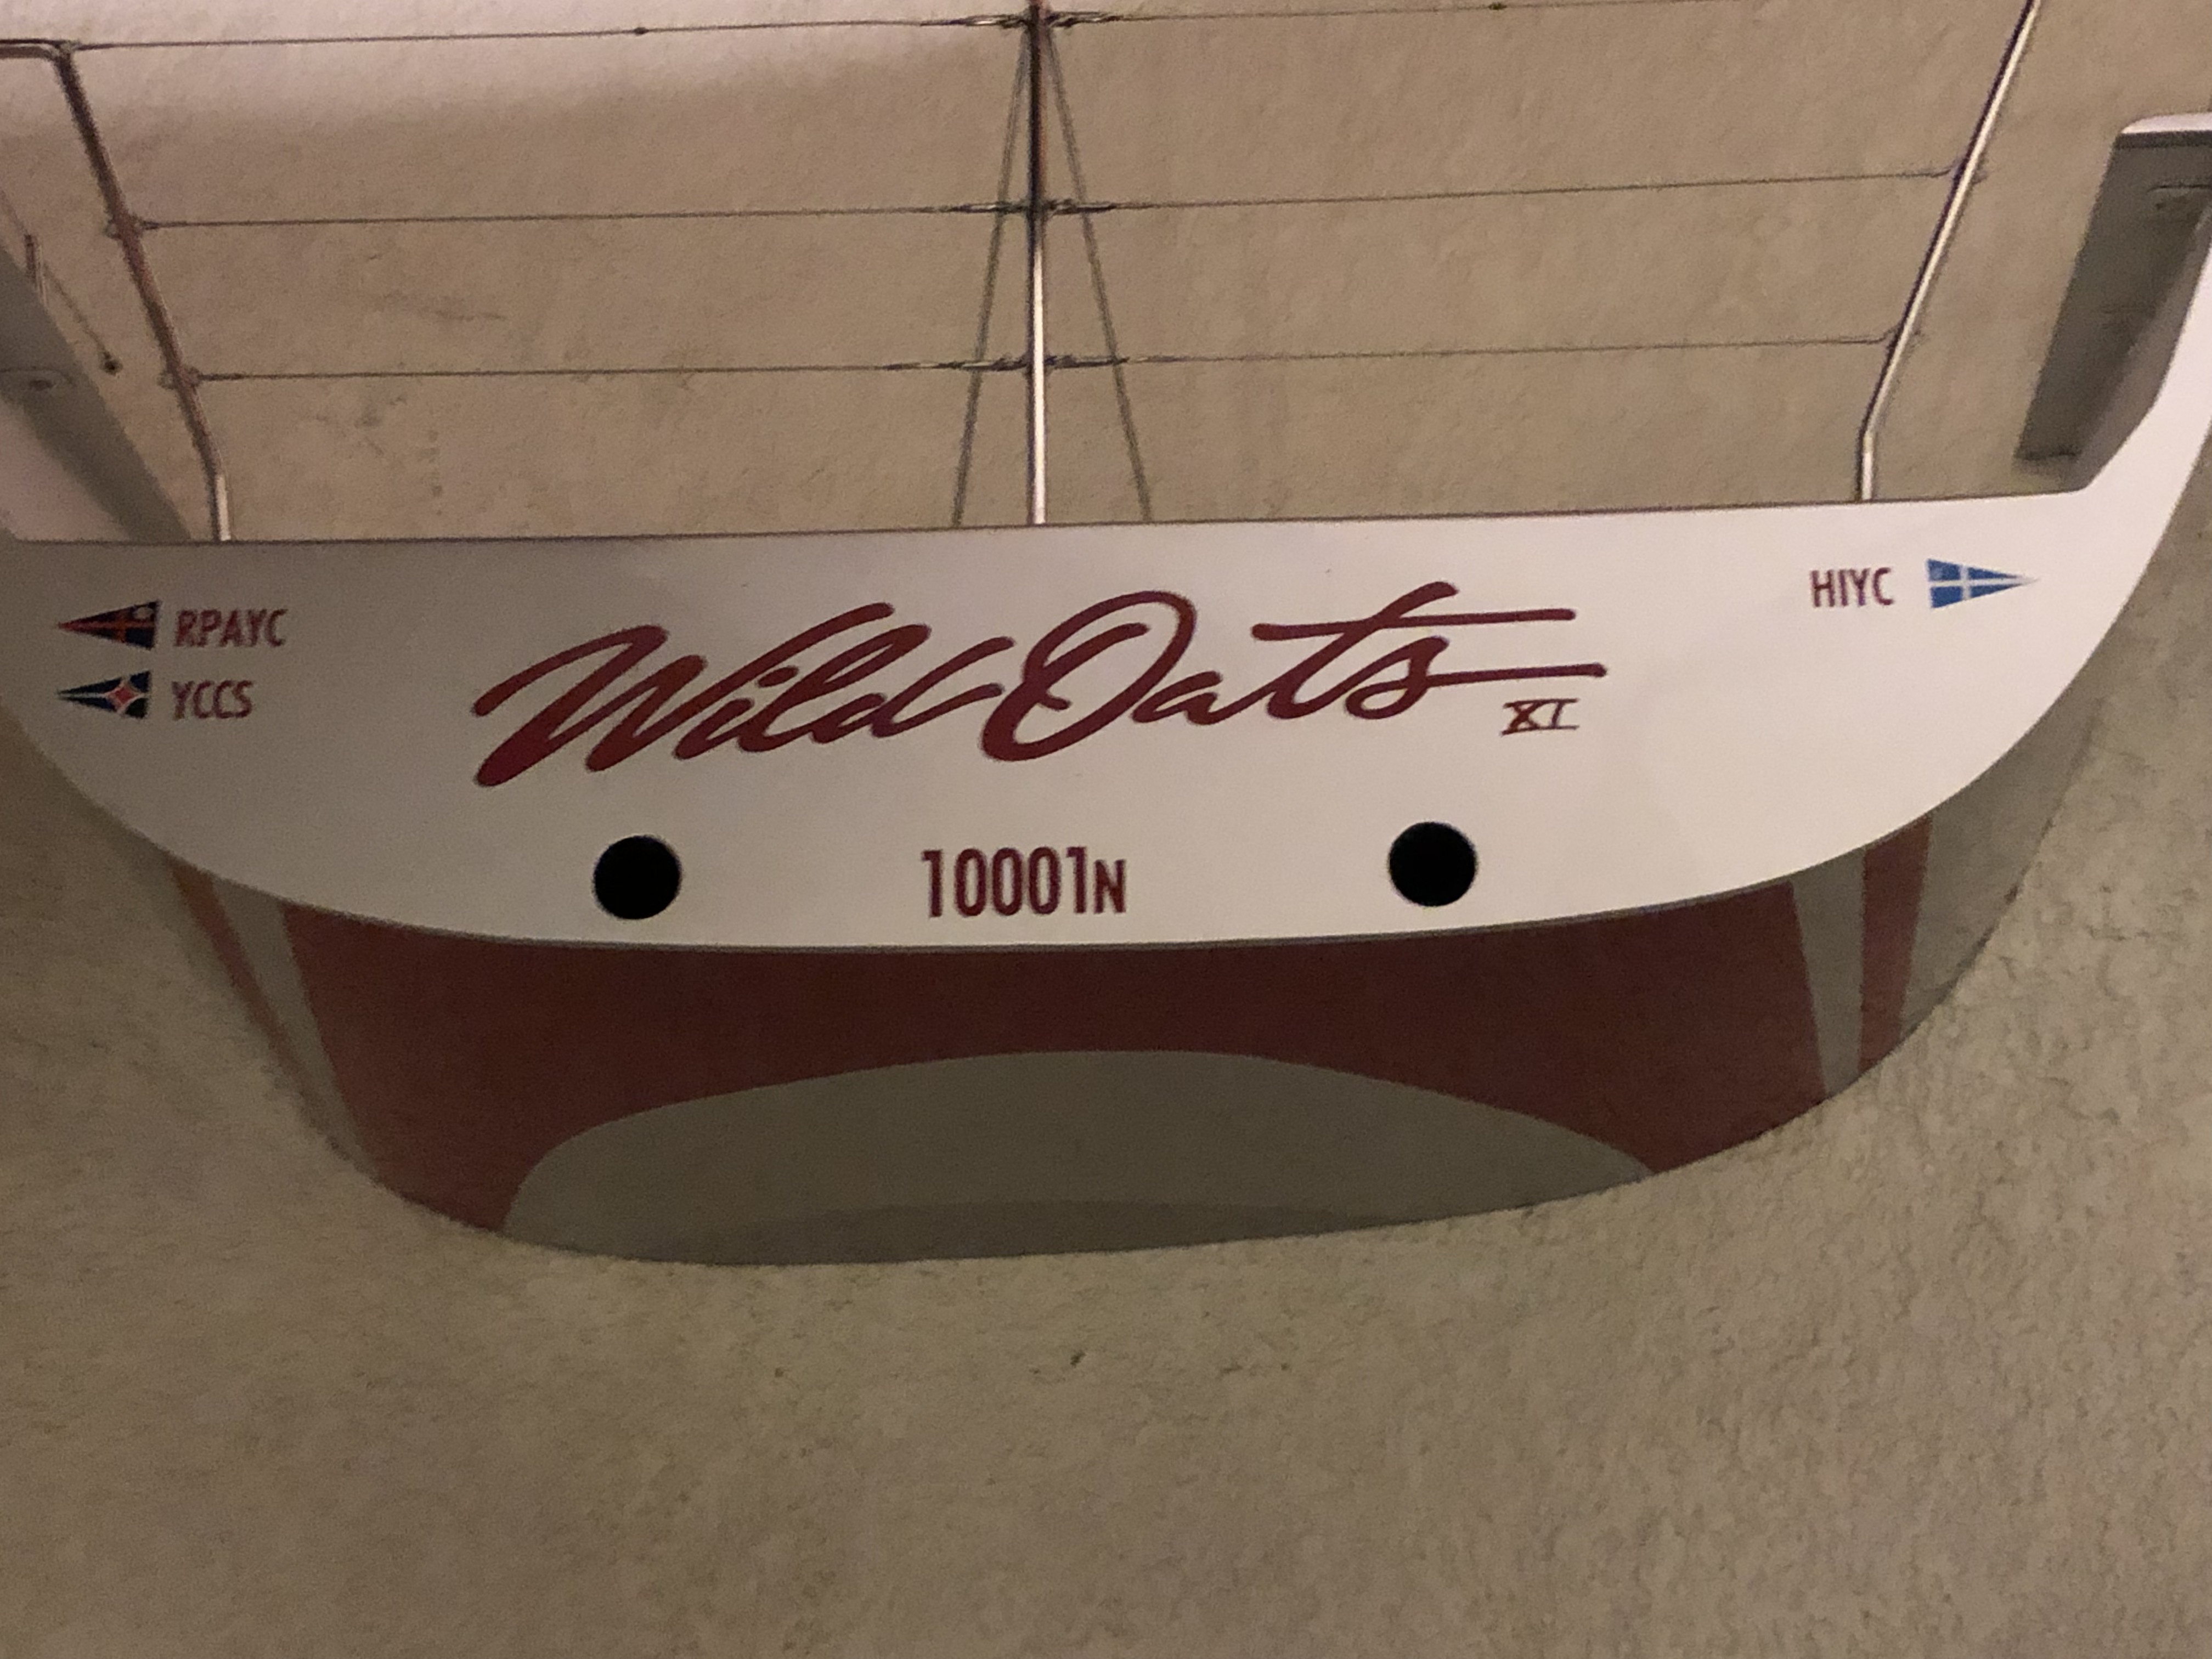 RPAYC
YCCS
Wild Oats
XI
HIYC
10001N